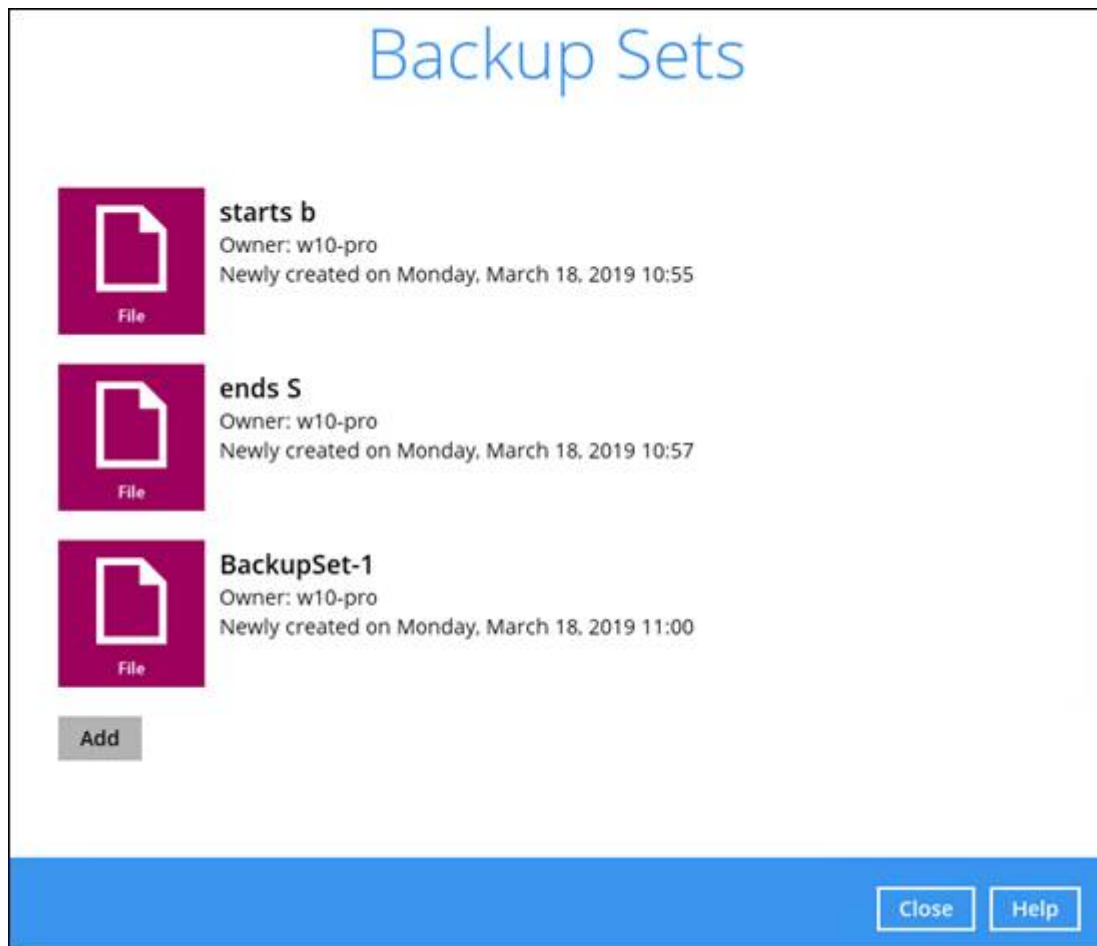 Backup Sets
File
starts b
Owner: w10-pro
Newly created on Monday, March 18, 2019 10:55
File
ends S
Owner: w10-pro
Newly created on Monday, March 18, 2019 10:57
File
BackupSet-1
Owner: w10-pro
Newly created on Monday, March 18, 2019 11:00
Add
Close
Help